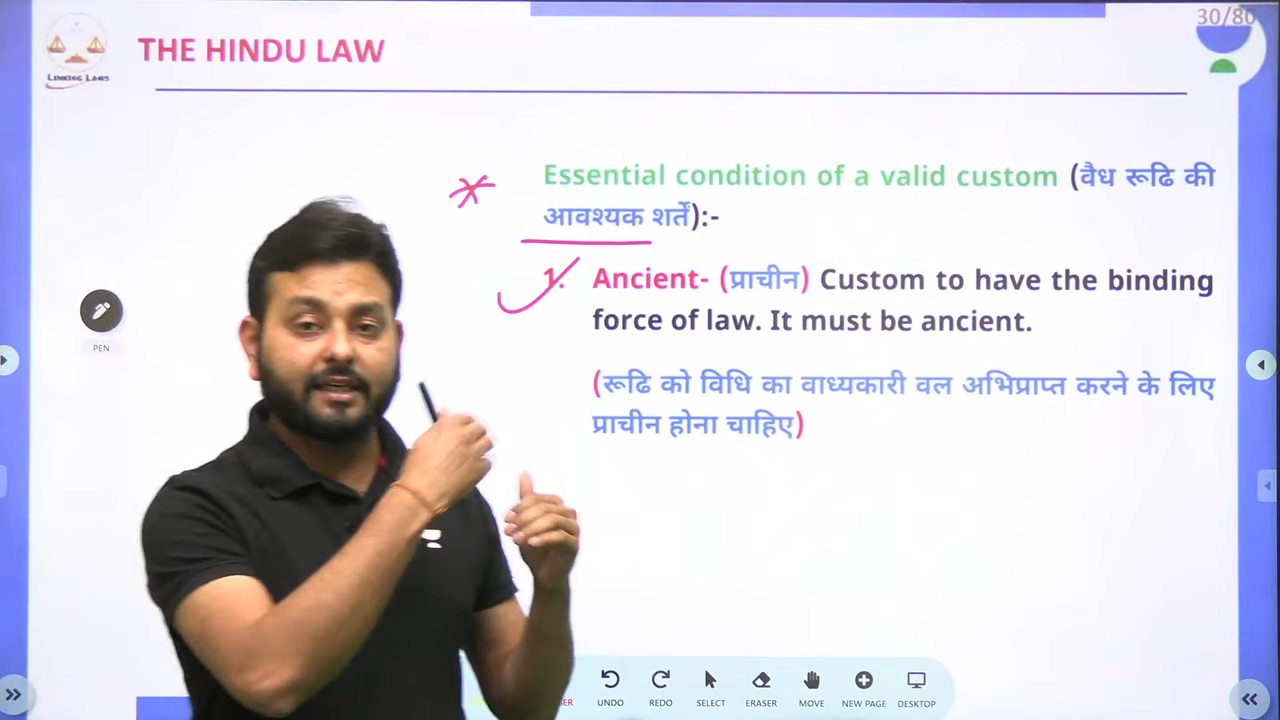 30/80
LINKING LAWS
THE HINDU LAW
Essential condition of a valid custom (वैध रूढि की
आवश्यक शर्तें):-
1. Ancient- (प्राचीन) Custom to have the binding
force of law. It must be ancient.
(रूढि को विधि का वाध्यकारी वल अभिप्राप्त करने के लिए
प्राचीन होना चाहिए)
PEN
UNDO REDO SELECT ERASER MOVE NEW PAGE DESKTOP